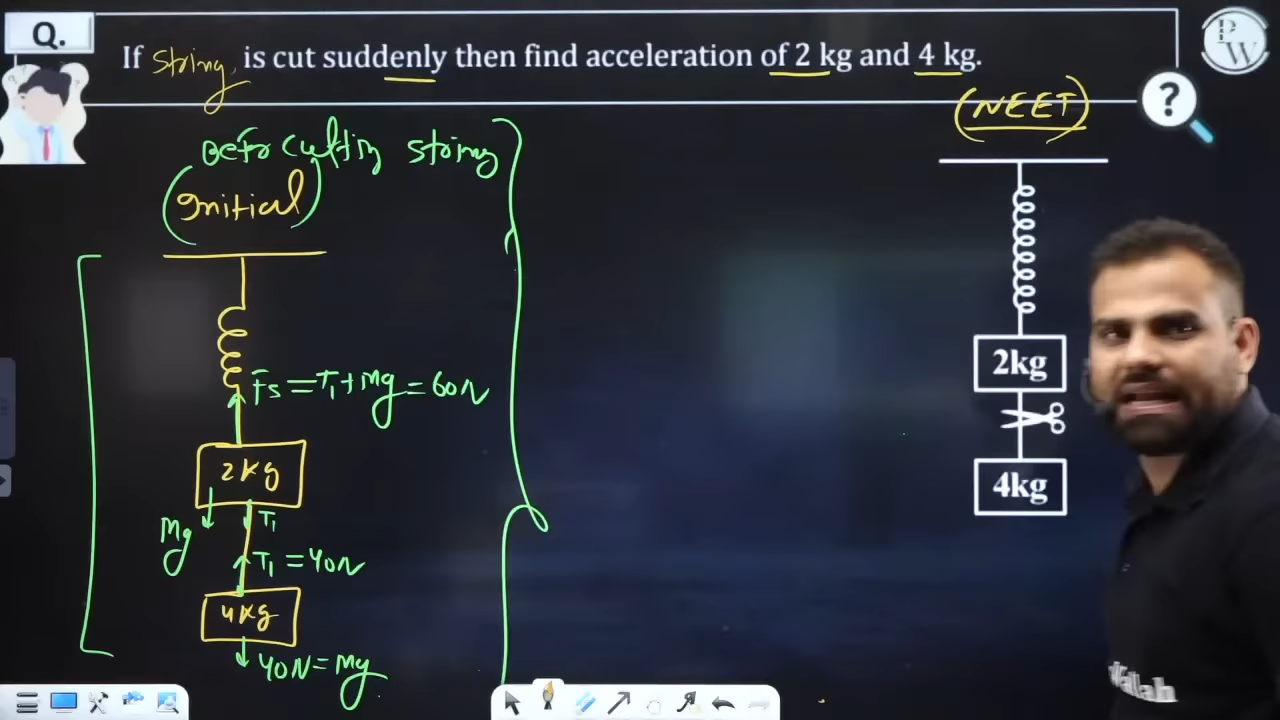 Q.
If String is cut suddenly then find acceleration of 2 kg and 4 kg.
PW
(NEET)
?
cutting string
(Initial)
Fs = T1 + Mg = 60N
2kg
Mg
T1
T1 = 40N
4kg
40N = Mg
2kg
4kg